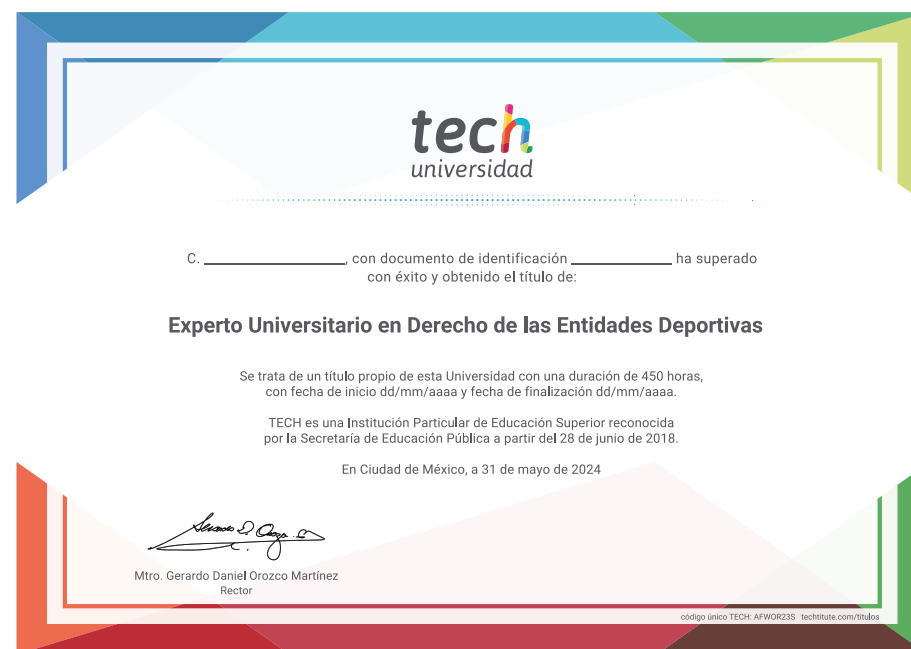 tech
universidad
C. ____________________, con documento de identificación ______________ ha superado
con éxito y obtenido el título de:
Experto Universitario en Derecho de las Entidades Deportivas
Se trata de un título propio de esta Universidad con una duración de 450 horas,
con fecha de inicio dd/mm/aaaa y fecha de finalización dd/mm/aaaa.
TECH es una Institución Particular de Educación Superior reconocida
por la Secretaría de Educación Pública a partir del 28 de junio de 2018.
En Ciudad de México, a 31 de mayo de 2024
Mtro. Gerardo Daniel Orozco Martínez
Rector
código único TECH: AFWOR23S techtitute.com/titulos